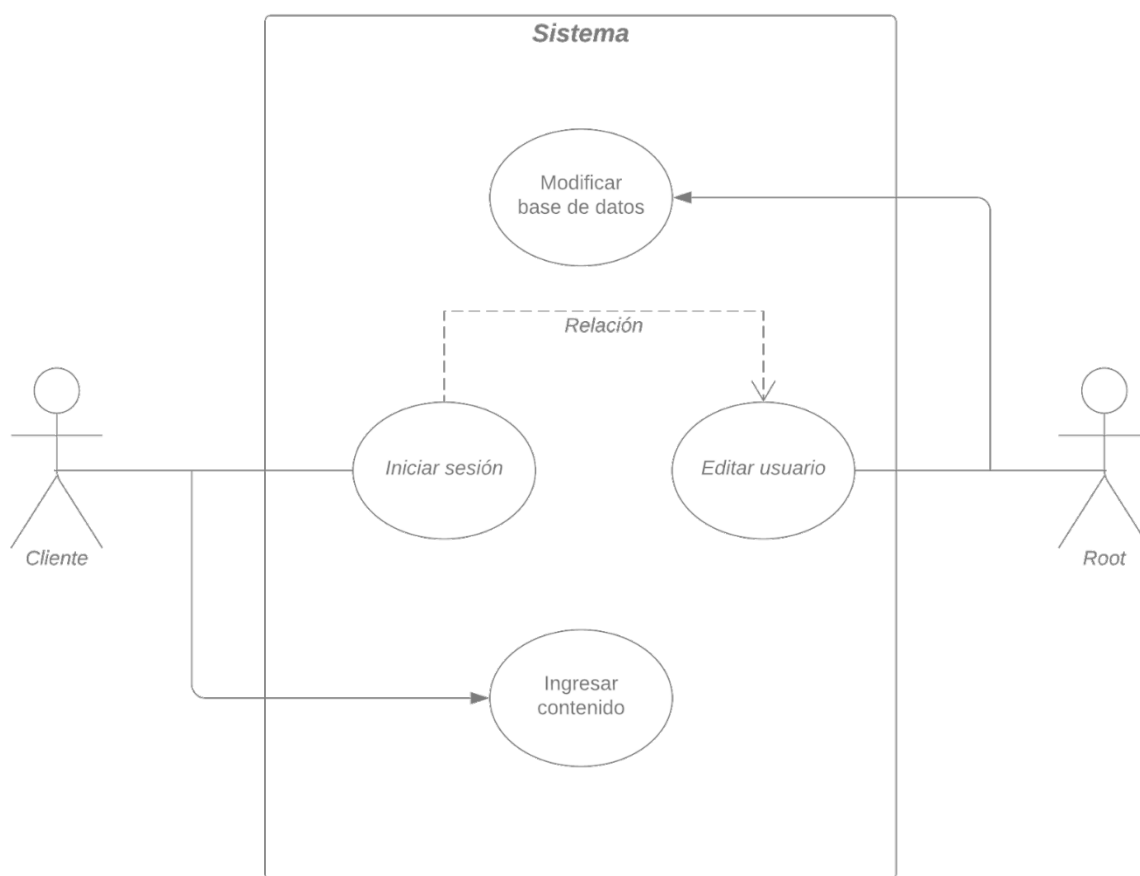 Sistema
Modificar
base de datos
Relación
Iniciar sesión
Editar usuario
Cliente
Root
Ingresar
contenido